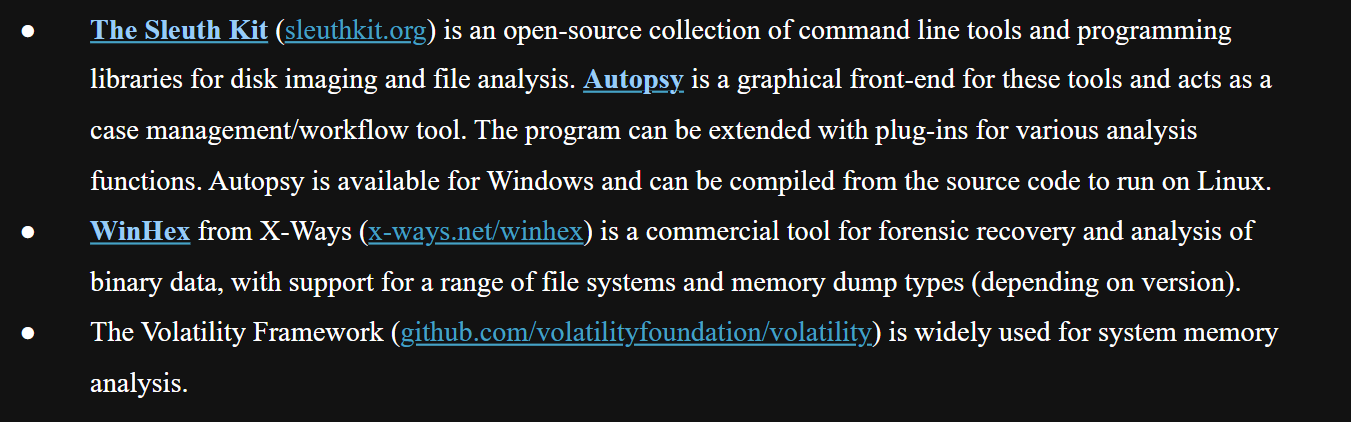 ● The Sleuth Kit (sleuthkit.org) is an open-source collection of command line tools and programming
libraries for disk imaging and file analysis. Autopsy is a graphical front-end for these tools and acts as a
case management/workflow tool. The program can be extended with plug-ins for various analysis
functions. Autopsy is available for Windows and can be compiled from the source code to run on Linux.
● WinHex from X-Ways (x-ways.net/winhex) is a commercial tool for forensic recovery and analysis of
binary data, with support for a range of file systems and memory dump types (depending on version).
● The Volatility Framework (github.com/volatilityfoundation/volatility) is widely used for system memory
analysis.